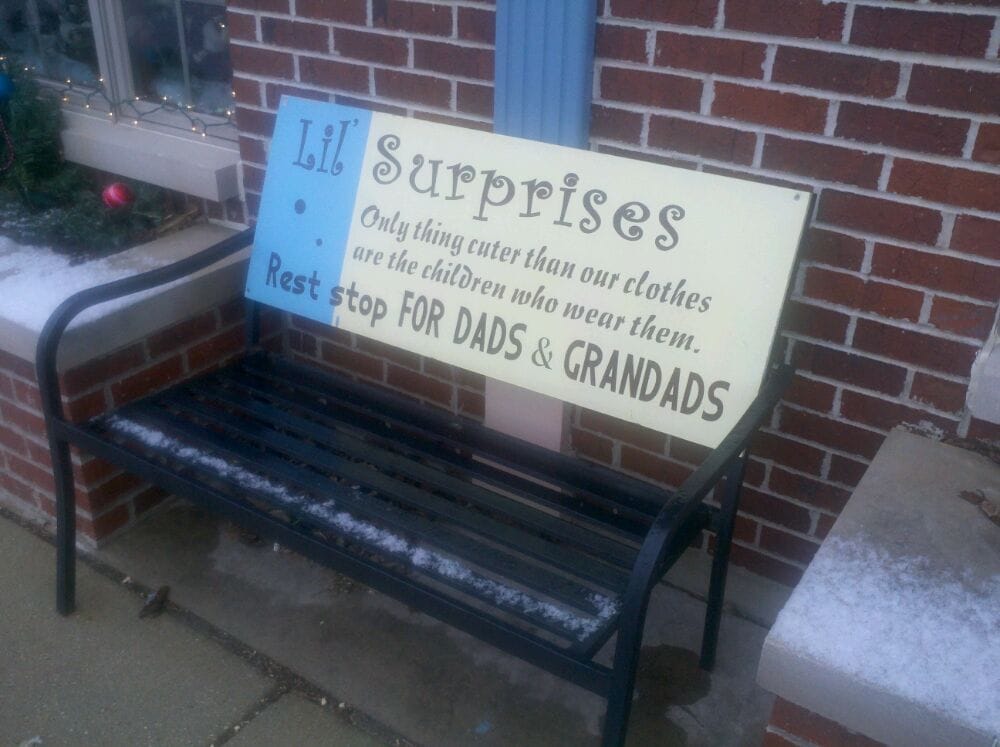 Lil' Surprises
Only thing cuter than our clothes
are the children who wear them.
Rest stop FOR DADS & GRANDADS